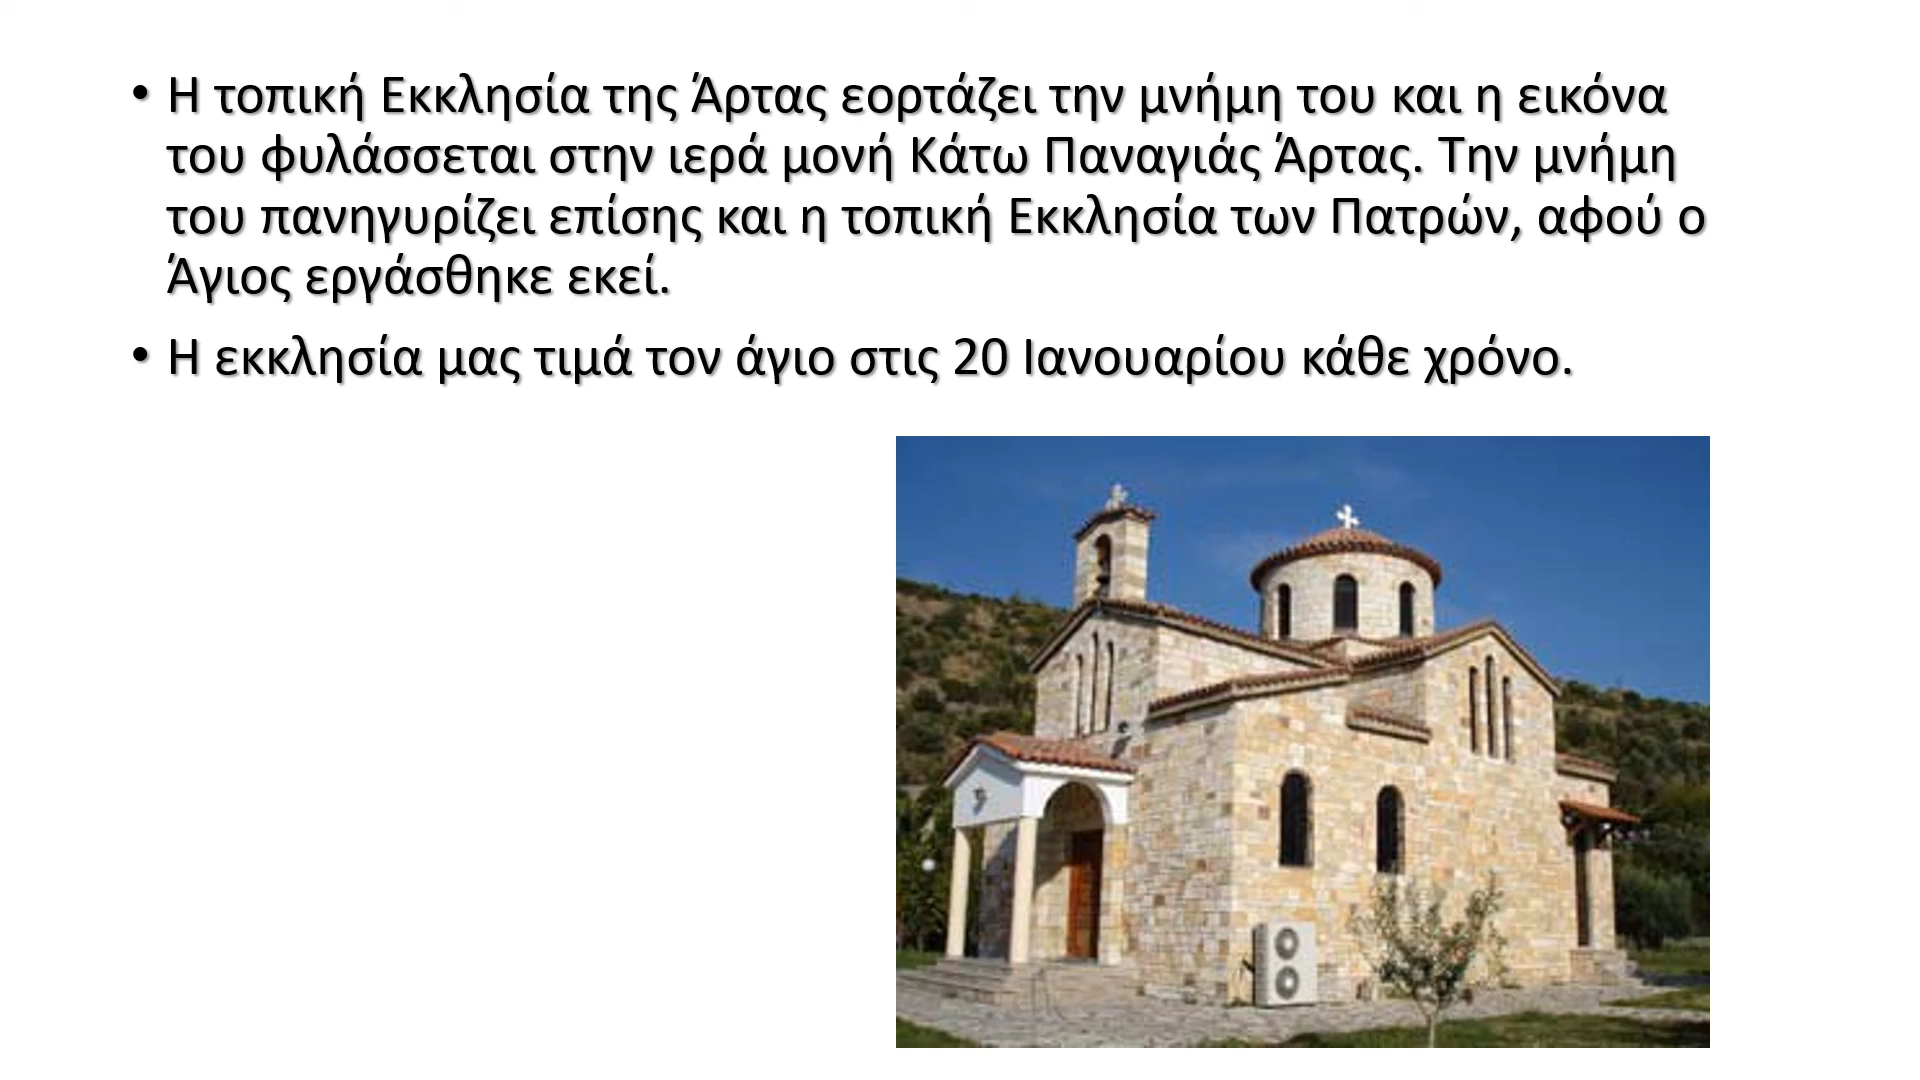 • Η τοπική Εκκλησία της Άρτας εορτάζει την μνήμη του και η εικόνα
του φυλάσσεται στην ιερά μονή Κάτω Παναγιάς Άρτας. Την μνήμη
του πανηγυρίζει επίσης και η τοπική Εκκλησία των Πατρών, αφού ο
Άγιος εργάσθηκε εκεί.
• Η εκκλησία μας τιμά τον άγιο στις 20 Ιανουαρίου κάθε χρόνο.